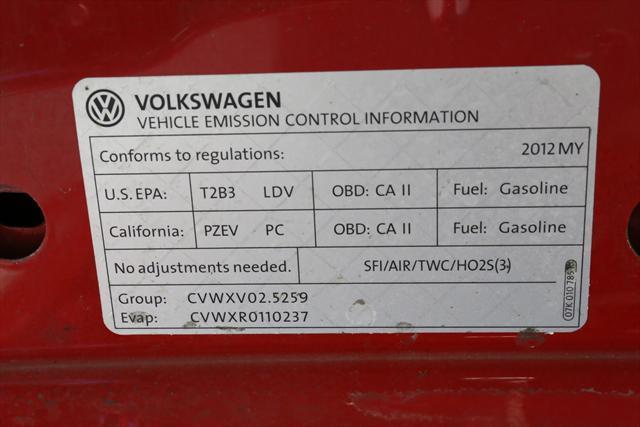 VOLKSWAGEN
VEHICLE EMISSION CONTROL INFORMATION
Conforms to regulations: 2012 MY
U.S. EPA: T2B3 LDV OBD: CA II Fuel: Gasoline
California: PZEV PC OBD: CA II Fuel: Gasoline
No adjustments needed. SFI/AIR/TWC/HO2S(3)
Group: CVWXV02.5259
Evap: CVWXR0110237
07K 010